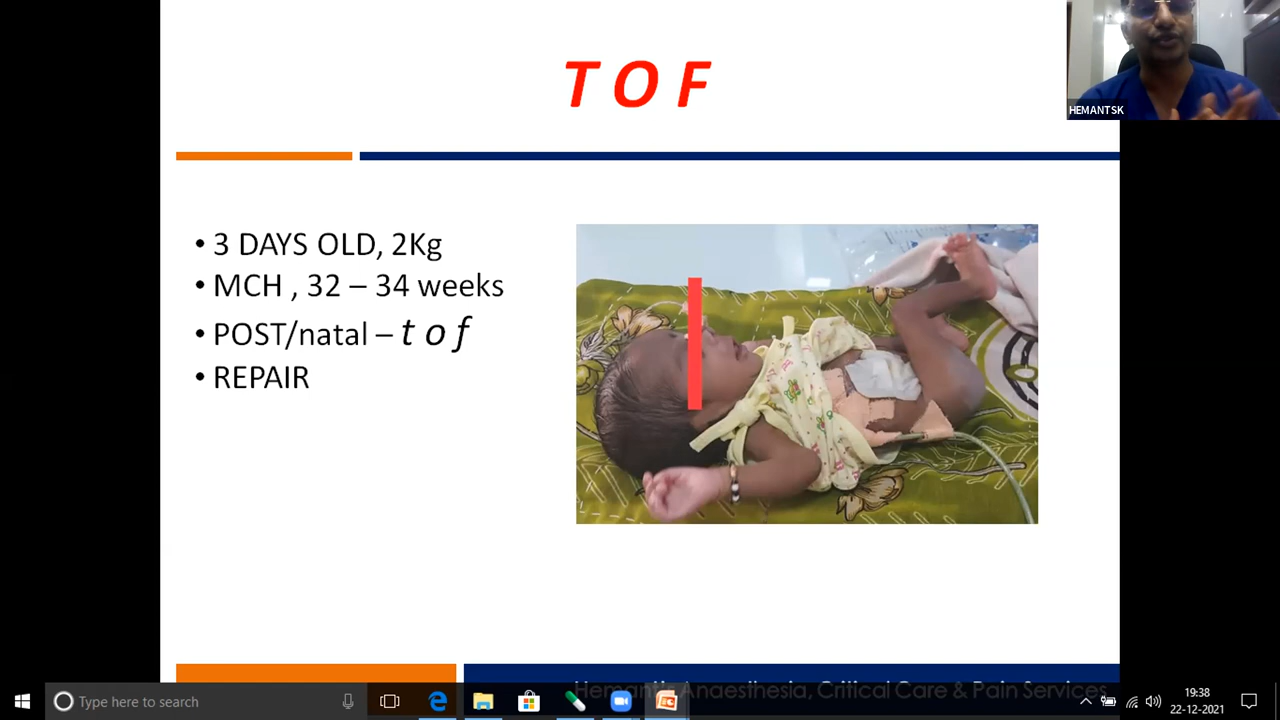 T O F
HEMANTSK
• 3 DAYS OLD, 2Kg
• MCH , 32 – 34 weeks
• POST/natal – t o f
• REPAIR
Anaesthesia, Critical Care & Pain Services
Type here to search
19:38
22-12-2021